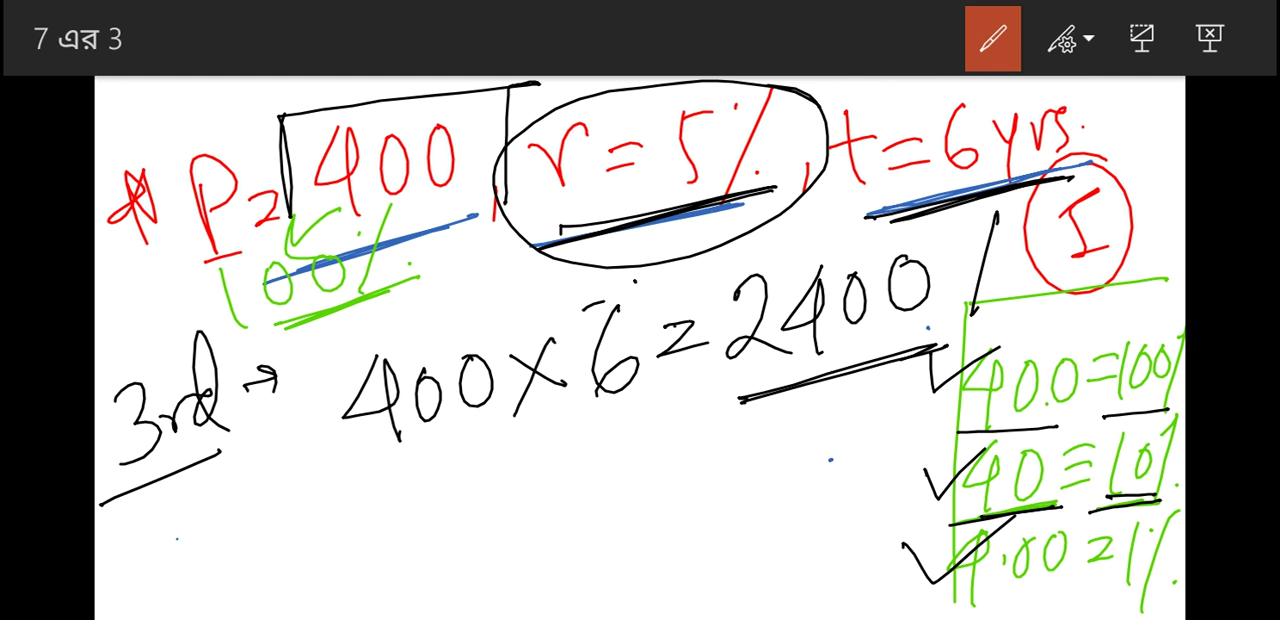 7 এর 3
* P = 400, r = 5%, t = 6 yrs.
I
100%
3rd → 400 × 6 = 2400
400 = 100%
40 = 10%
4.00 = 1%